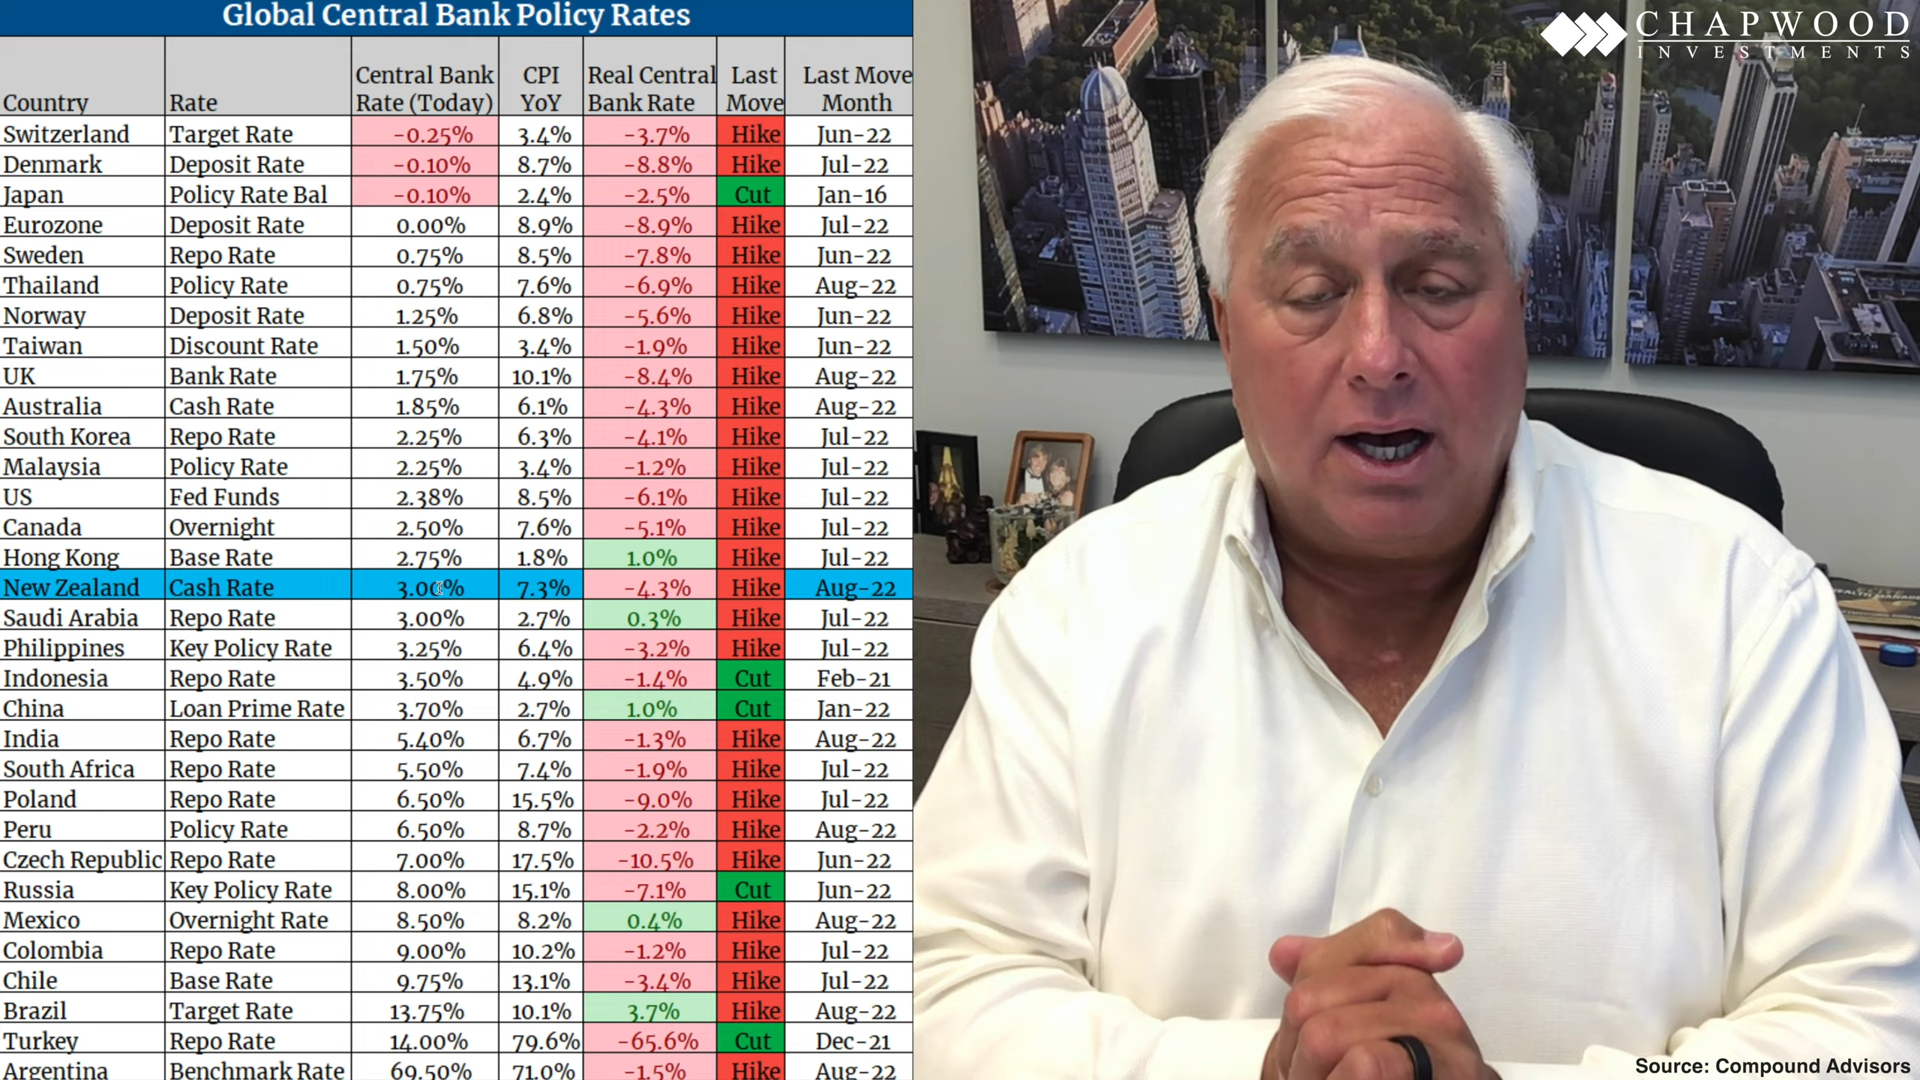 Global Central Bank Policy Rates
Country Rate Central Bank Rate (Today) CPI YoY Real Central Bank Rate Last Move Last Move Month
Switzerland Target Rate -0.25% 3.4% -3.7% Hike Jun-22
Denmark Deposit Rate -0.10% 8.7% -8.8% Hike Jul-22
Japan Policy Rate Bal -0.10% 2.4% -2.5% Cut Jan-16
Eurozone Deposit Rate 0.00% 8.9% -8.9% Hike Jul-22
Sweden Repo Rate 0.75% 8.5% -7.8% Hike Jun-22
Thailand Policy Rate 0.75% 7.6% -6.9% Hike Aug-22
Norway Deposit Rate 1.25% 6.8% -5.6% Hike Jun-22
Taiwan Discount Rate 1.50% 3.4% -1.9% Hike Jun-22
UK Bank Rate 1.75% 10.1% -8.4% Hike Aug-22
Australia Cash Rate 1.85% 6.1% -4.3% Hike Aug-22
South Korea Repo Rate 2.25% 6.3% -4.1% Hike Jul-22
Malaysia Policy Rate 2.25% 3.4% -1.2% Hike Jul-22
US Fed Funds 2.38% 8.5% -6.1% Hike Jul-22
Canada Overnight 2.50% 7.6% -5.1% Hike Jul-22
Hong Kong Base Rate 2.75% 1.8% 1.0% Hike Jul-22
New Zealand Cash Rate 3.00% 7.3% -4.3% Hike Aug-22
Saudi Arabia Repo Rate 3.00% 2.7% 0.3% Hike Jul-22
Philippines Key Policy Rate 3.25% 6.4% -3.2% Hike Jul-22
Indonesia Repo Rate 3.50% 4.9% -1.4% Cut Feb-21
China Loan Prime Rate 3.70% 2.7% 1.0% Cut Jan-22
India Repo Rate 5.40% 6.7% -1.3% Hike Aug-22
South Africa Repo Rate 5.50% 7.4% -1.9% Hike Jul-22
Poland Repo Rate 6.50% 15.5% -9.0% Hike Jul-22
Peru Policy Rate 6.50% 8.7% -2.2% Hike Aug-22
Czech Republic Repo Rate 7.00% 17.5% -10.5% Hike Jun-22
Russia Key Policy Rate 8.00% 15.1% -7.1% Cut Jun-22
Mexico Overnight Rate 8.50% 8.2% 0.4% Hike Aug-22
Colombia Repo Rate 9.00% 10.2% -1.2% Hike Jul-22
Chile Base Rate 9.75% 13.1% -3.4% Hike Jul-22
Brazil Target Rate 13.75% 10.1% 3.7% Hike Aug-22
Turkey Repo Rate 14.00% 79.6% -65.6% Cut Dec-21
Argentina Benchmark Rate 69.50% 71.0% -1.5% Hike Aug-22
CHAPWOOD
INVESTMENTS
Source: Compound Advisors